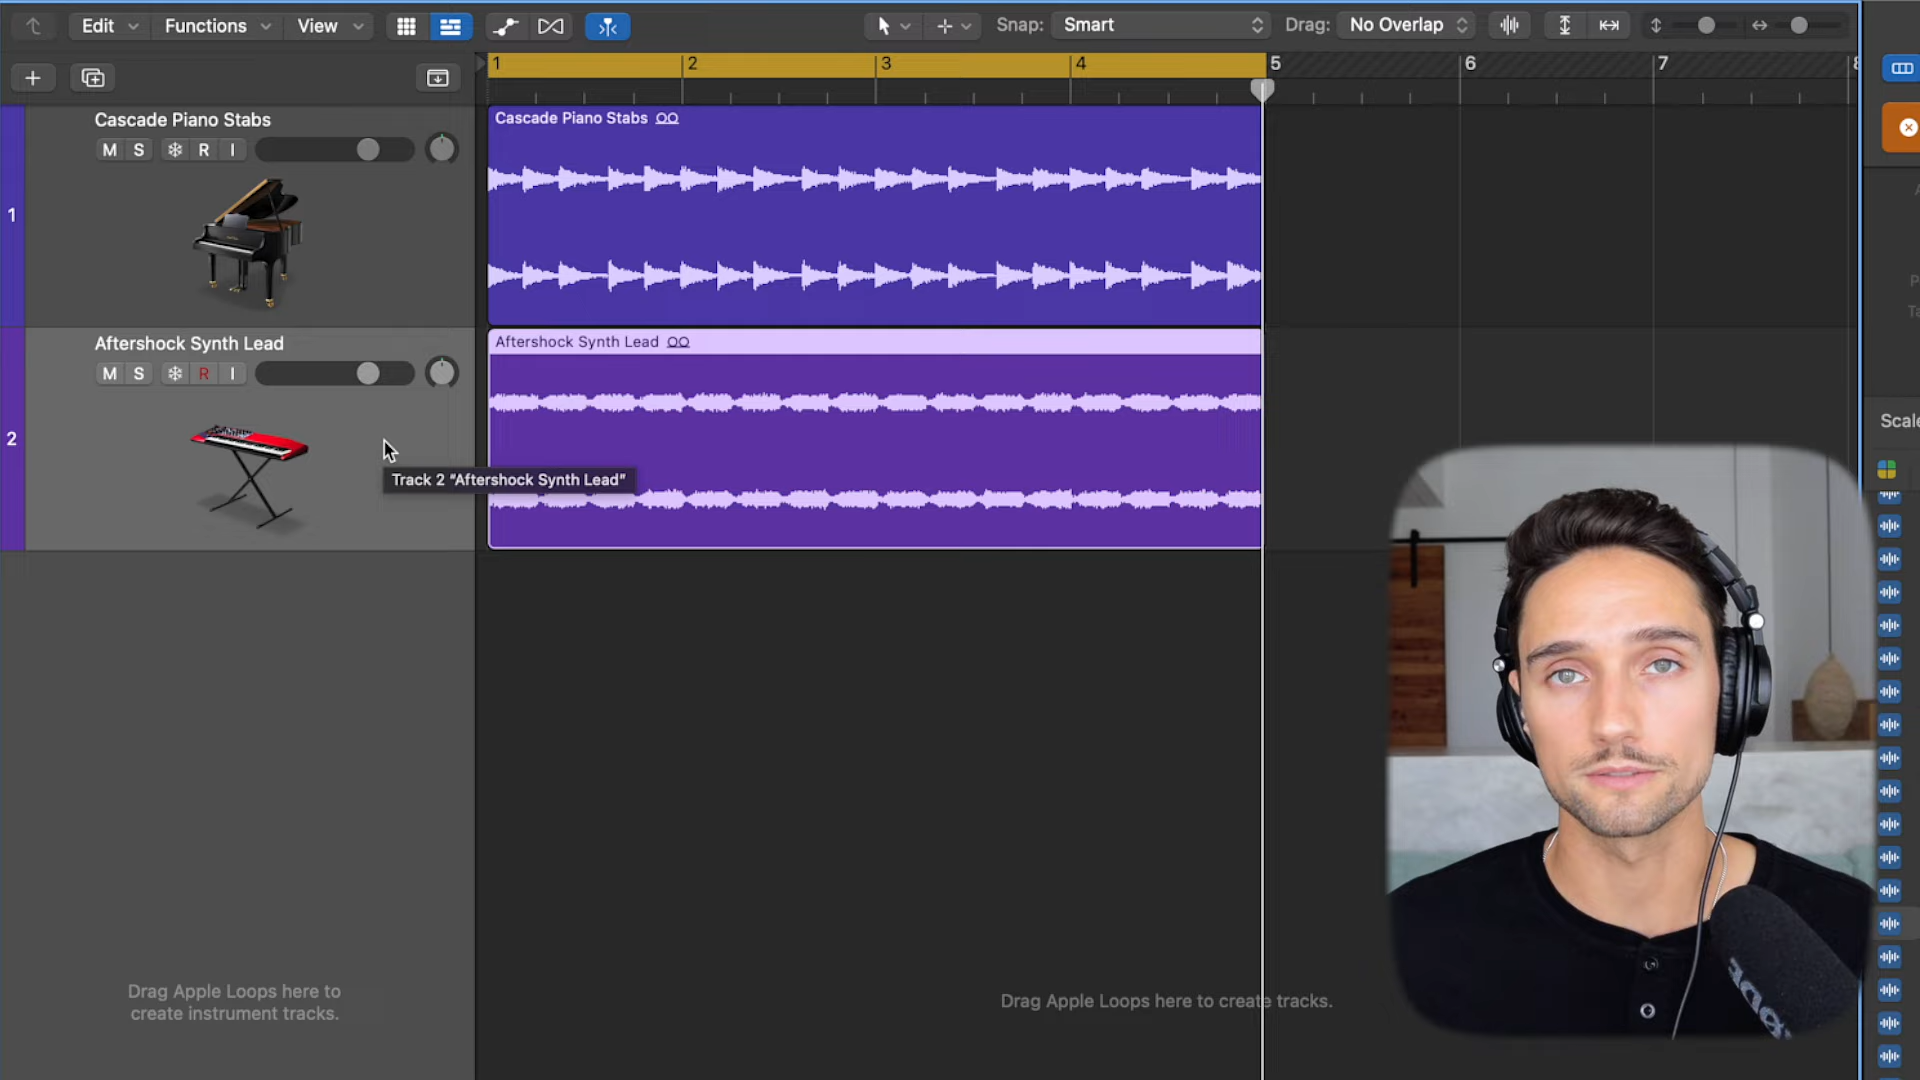 Edit Functions View Snap: Smart Drag: No Overlap
1 2 3 4 5 6 7 8
Cascade Piano Stabs
M S R I
1
Cascade Piano Stabs
Aftershock Synth Lead
M S R I
2
Aftershock Synth Lead
Track 2 "Aftershock Synth Lead"
Scale
Drag Apple Loops here to
create instrument tracks.
Drag Apple Loops here to create tracks.